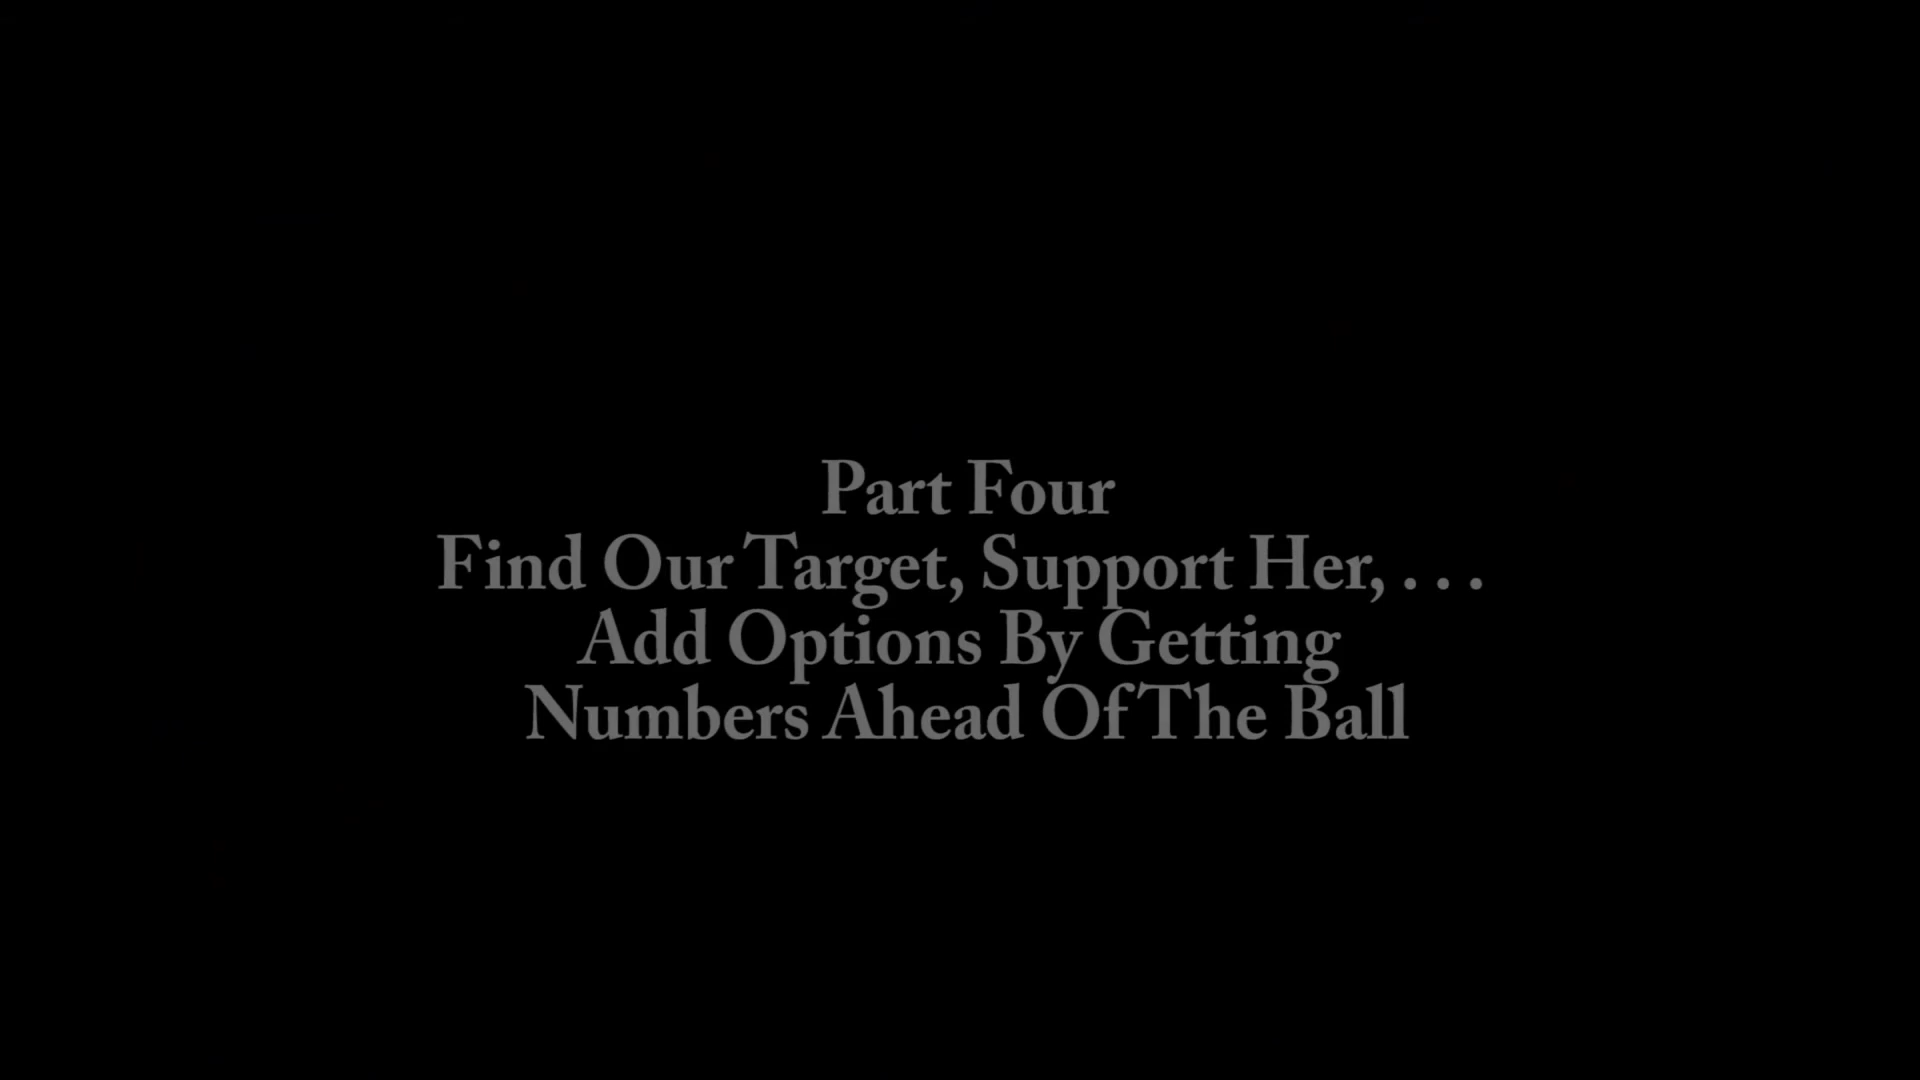 Part Four
Find Our Target, Support Her, . . .
Add Options By Getting
Numbers Ahead Of The Ball